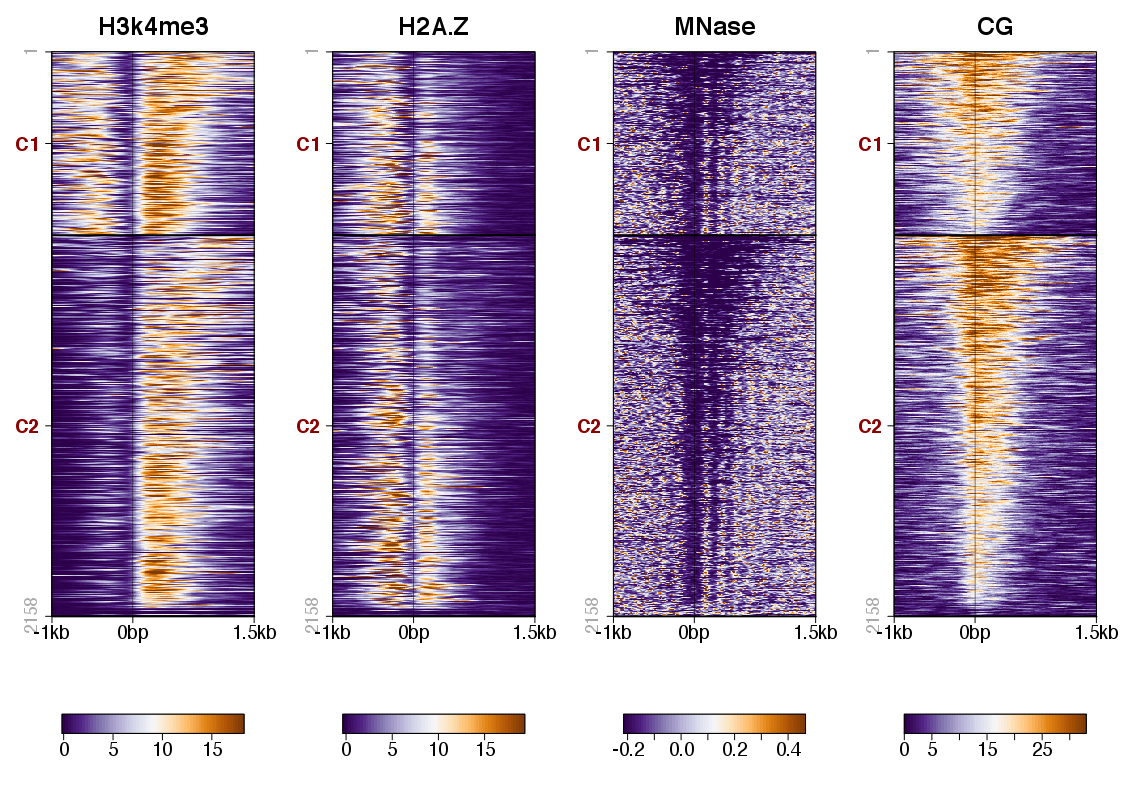 H3k4me3 H2A.Z MNase CG
1 1 1 1
C1 C1 C1 C1
C2 C2 C2 C2
2158 2158 2158 2158
-1kb 0bp 1.5kb -1kb 0bp 1.5kb -1kb 0bp 1.5kb -1kb 0bp 1.5kb
0 5 10 15 0 5 10 15 -0.2 0.0 0.2 0.4 0 5 15 25